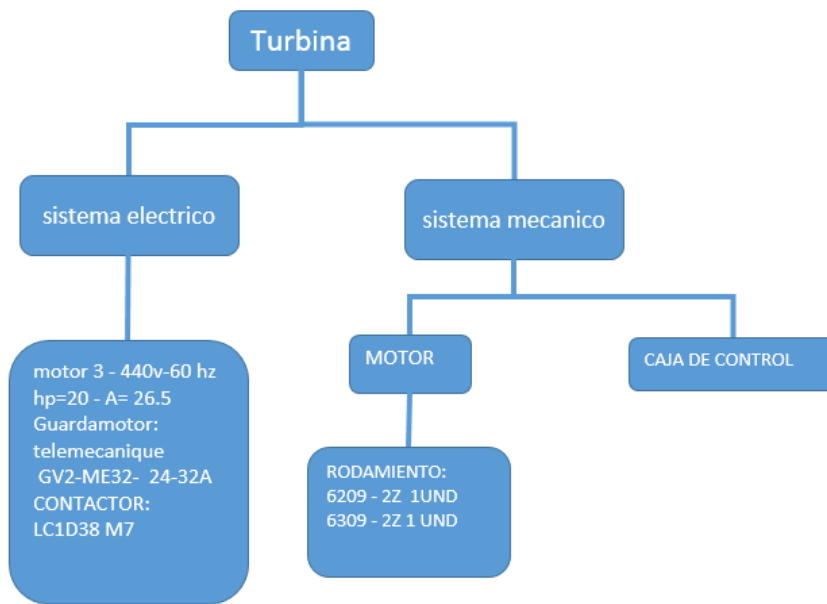 Turbina
sistema electrico
sistema mecanico
motor 3 - 440v-60 hz
hp=20 - A= 26.5
Guardamotor:
telemecanique
GV2-ME32-  24-32A
CONTACTOR:
LC1D38 M7
MOTOR
CAJA DE CONTROL
RODAMIENTO:
6209 - 2Z  1UND
6309 - 2Z 1 UND